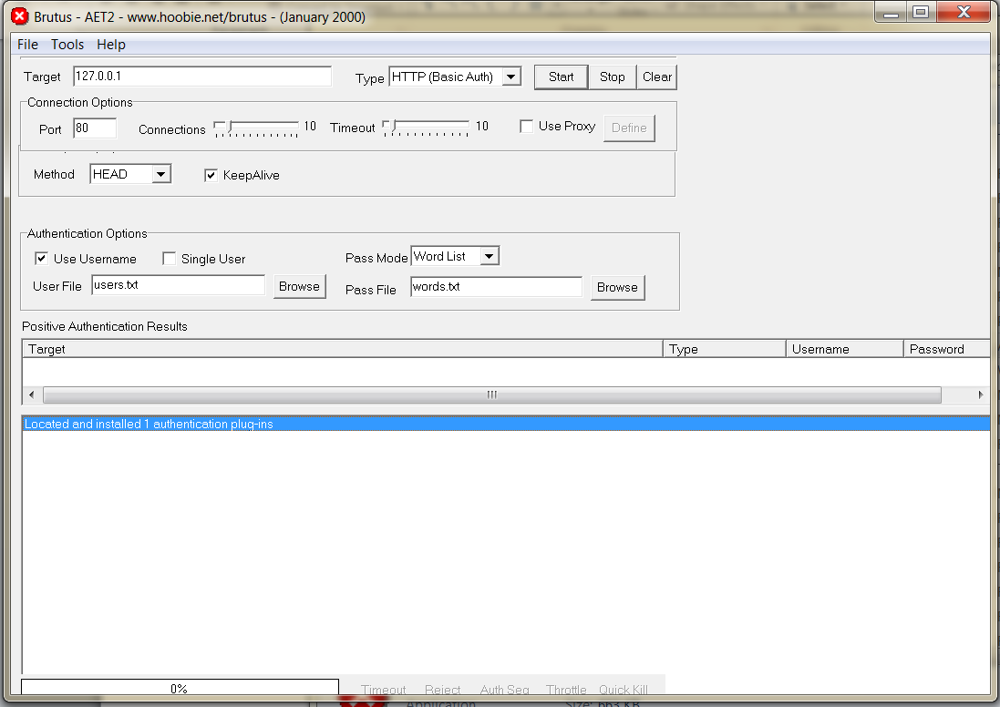 Brutus - AET2 - www.hoobie.net/brutus - (January 2000)
File Tools Help
Target 127.0.0.1 Type HTTP (Basic Auth) Start Stop Clear
Connection Options
Port 80 Connections 10 Timeout 10 Use Proxy Define
Method HEAD KeepAlive
Authentication Options
Use Username Single User Pass Mode Word List
User File users.txt Browse Pass File words.txt Browse
Positive Authentication Results
Target Type Username Password
Located and installed 1 authentication plug-ins
0% Timeout Reject Auth Seq Throttle Quick Kill
Application Size: 663 KB